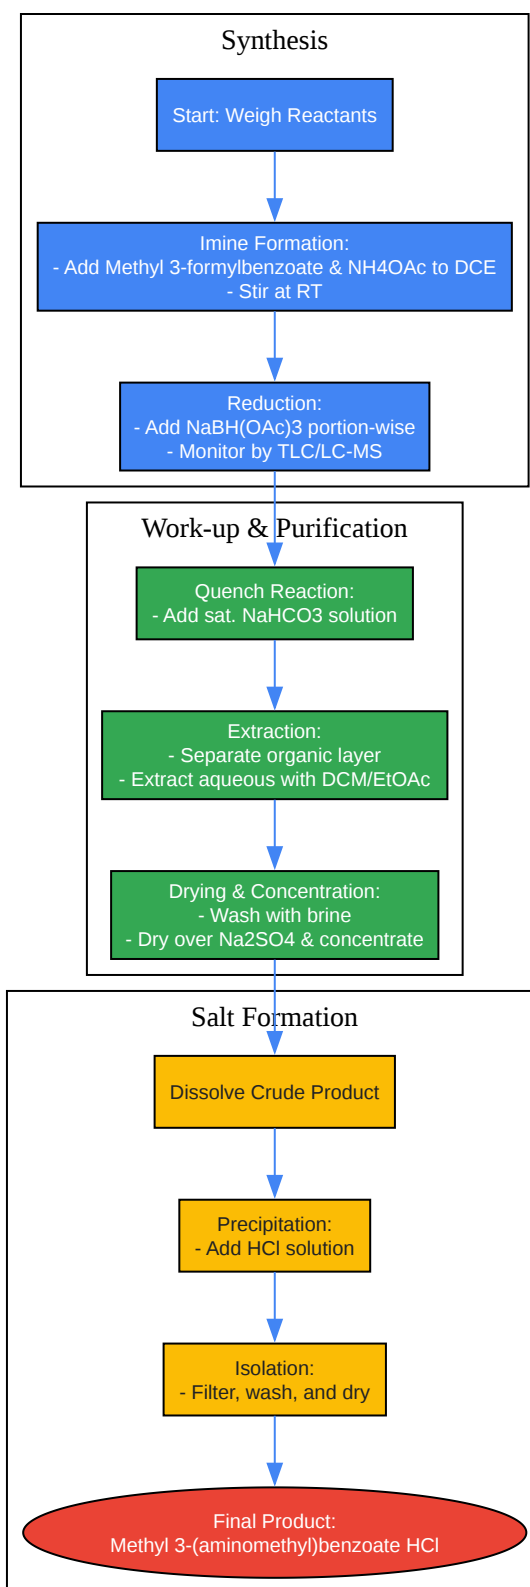 Synthesis
Start: Weigh Reactants
Imine Formation:
- Add Methyl 3-formylbenzoate & NH4OAc to DCE
- Stir at RT
Reduction:
- Add NaBH(OAc)3 portion-wise
- Monitor by TLC/LC-MS
Work-up & Purification
Quench Reaction:
- Add sat. NaHCO3 solution
Extraction:
- Separate organic layer
- Extract aqueous with DCM/EtOAc
Drying & Concentration:
- Wash with brine
- Dry over Na2SO4 & concentrate
Salt Formation
Dissolve Crude Product
Precipitation:
- Add HCl solution
Isolation:
- Filter, wash, and dry
Final Product:
Methyl 3-(aminomethyl)benzoate HCl